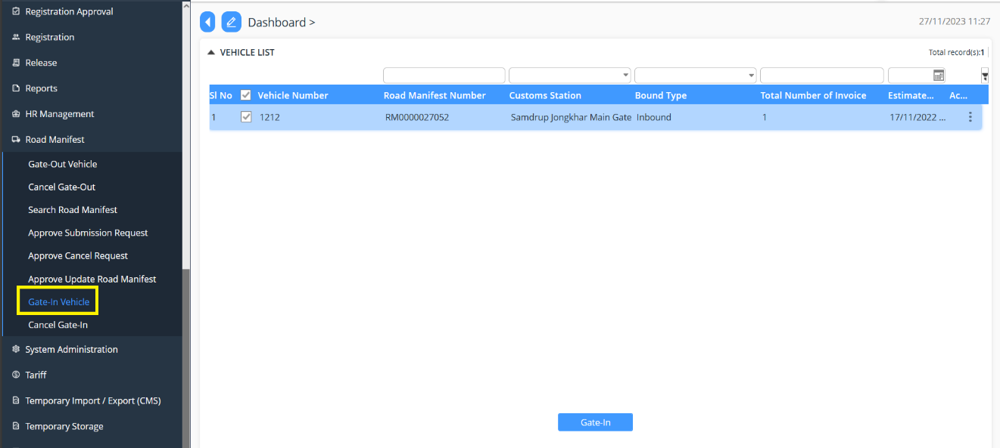 Registration Approval
Registration
Release
Reports
HR Management
Road Manifest
Gate-Out Vehicle
Cancel Gate-Out
Search Road Manifest
Approve Submission Request
Approve Cancel Request
Approve Update Road Manifest
Gate-In Vehicle
Cancel Gate-In
System Administration
Tariff
Temporary Import / Export (CMS)
Temporary Storage
Dashboard >
27/11/2023 11:27
VEHICLE LIST
Total record(s):1
Sl No Vehicle Number Road Manifest Number Customs Station Bound Type Total Number of Invoice Estimate... Ac...
1 1212 RM0000027052 Samdrup Jongkhar Main Gate Inbound 1 17/11/2022 ...
Gate-In